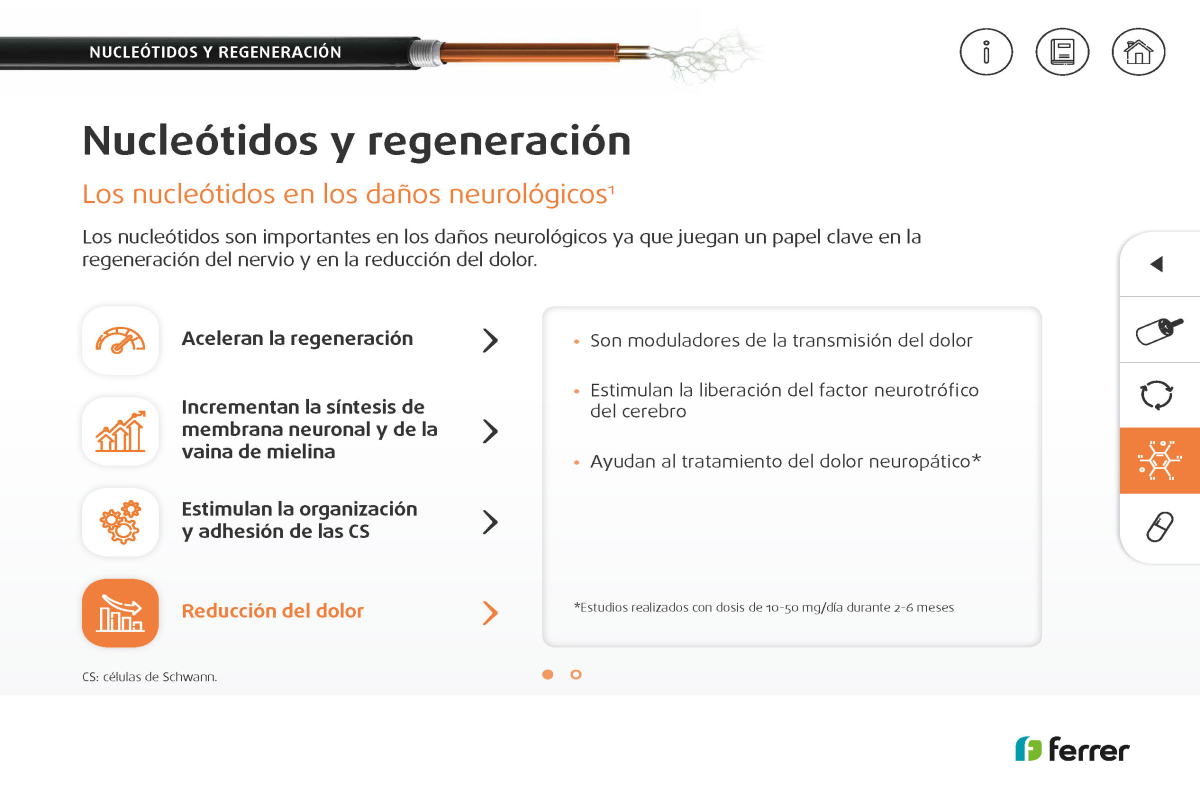 NUCLEÓTIDOS Y REGENERACIÓN
Nucleótidos y regeneración
Los nucleótidos en los daños neurológicos¹
Los nucleótidos son importantes en los daños neurológicos ya que juegan un papel clave en la
regeneración del nervio y en la reducción del dolor.
Aceleran la regeneración
Incrementan la síntesis de
membrana neuronal y de la
vaina de mielina
Estimulan la organización
y adhesión de las CS
Reducción del dolor
• Son moduladores de la transmisión del dolor
• Estimulan la liberación del factor neurotrófico
del cerebro
• Ayudan al tratamiento del dolor neuropático*
*Estudios realizados con dosis de 10-50 mg/día durante 2-6 meses
CS: células de Schwann.
ferrer